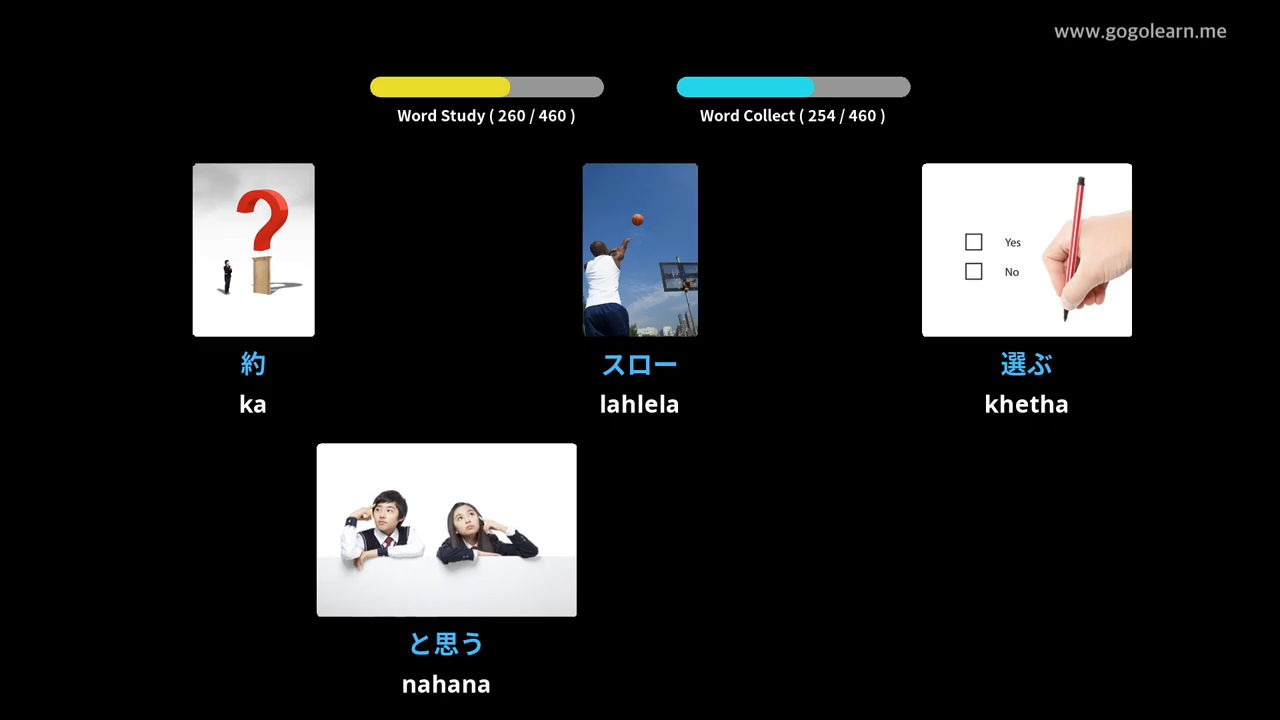 www.gogolearn.me
Word Study ( 260 / 460 )
Word Collect ( 254 / 460 )
Yes
No
約
ka
スロー
lahlela
選ぶ
khetha
と思う
nahana